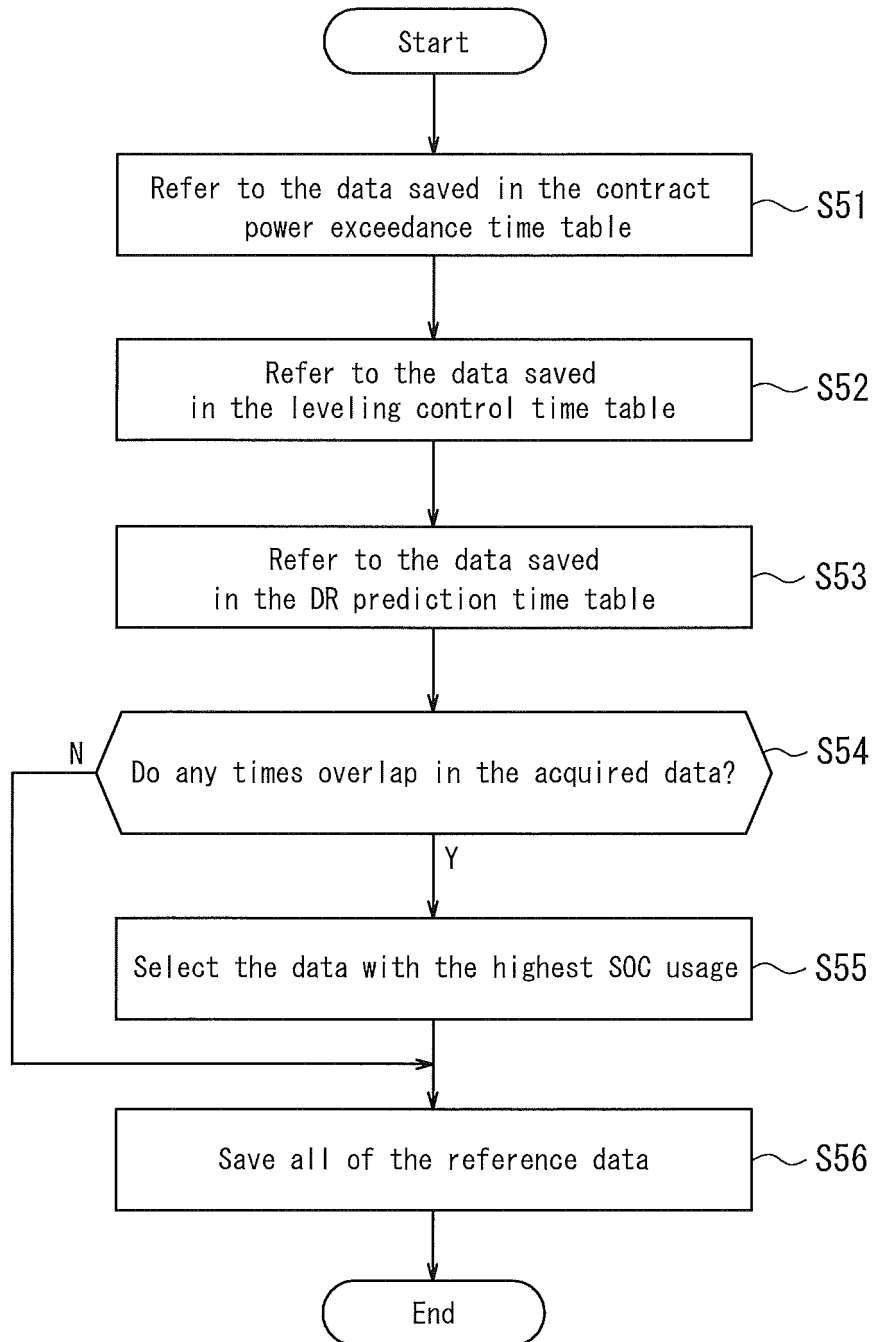 Start
Refer to the data saved in the contract
power exceedance time table
S51
Refer to the data saved
in the leveling control time table
S52
Refer to the data saved
in the DR prediction time table
S53
N
Do any times overlap in the acquired data?
S54
Y
Select the data with the highest SOC usage
S55
Save all of the reference data
S56
End